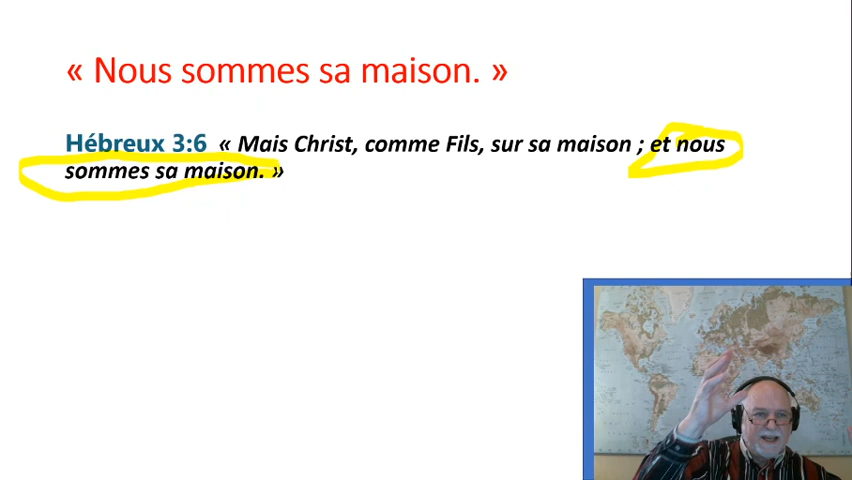 « Nous sommes sa maison. »
Hébreux 3:6 « Mais Christ, comme Fils, sur sa maison ; et nous
sommes sa maison. »